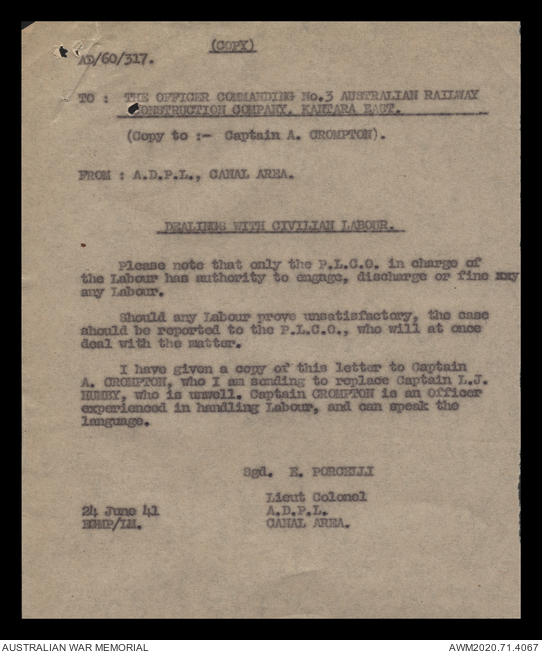 (COPY)
AD/60/317.
TO : THE OFFICER COMMANDING No.3 AUSTRALIAN RAILWAY
CONSTRUCTION COMPANY, KANTARA EAST.
(Copy to :- Captain A. CROMPTON).
FROM : A.D.P.L., CANAL AREA.
DEALINGS WITH CIVILIAN LABOUR.
Please note that only the P.L.C.O. in charge of
the Labour has authority to engage, discharge or fine xxy
any Labour.
Should any Labour prove unsatisfactory, the case
should be reported to the P.L.C.O., who will at once
deal with the matter.
I have given a copy of this letter to Captain
A. CROMPTON, who I am sending to replace Captain L.J.
HUMBY, who is unwell. Captain CROMPTON is an Officer
experienced in handling Labour, and can speak the
language.
Sgd. E. PORCELLI
Lieut Colonel
24 June 41 A.D.P.L.
EGMP/LM. CANAL AREA.
AUSTRALIAN WAR MEMORIAL AWM2020.71.4067